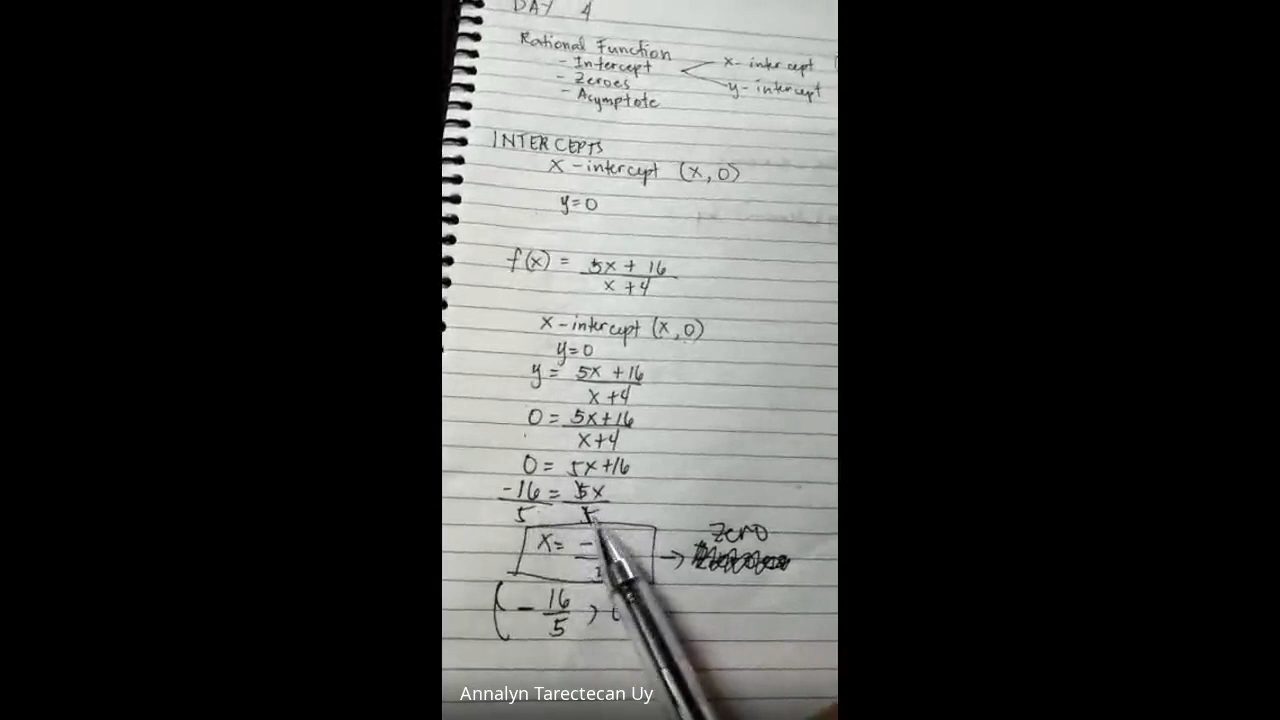 DAY 4
Rational Function
- Intercept
- Zeroes
- Asymptote
x-intercept
y-intercept
INTERCEPTS
X-intercept (x, 0)
y=0
f(x) = 5x + 16 / x + 4
x-intercept (x, 0)
y=0
y = 5x + 16 / x + 4
0 = 5x+16 / x+4
0 = 5x+16
-16 / 5 = 5x / 5
x= - → Zero
(- 16 / 5 ,
Annalyn Tarectecan Uy